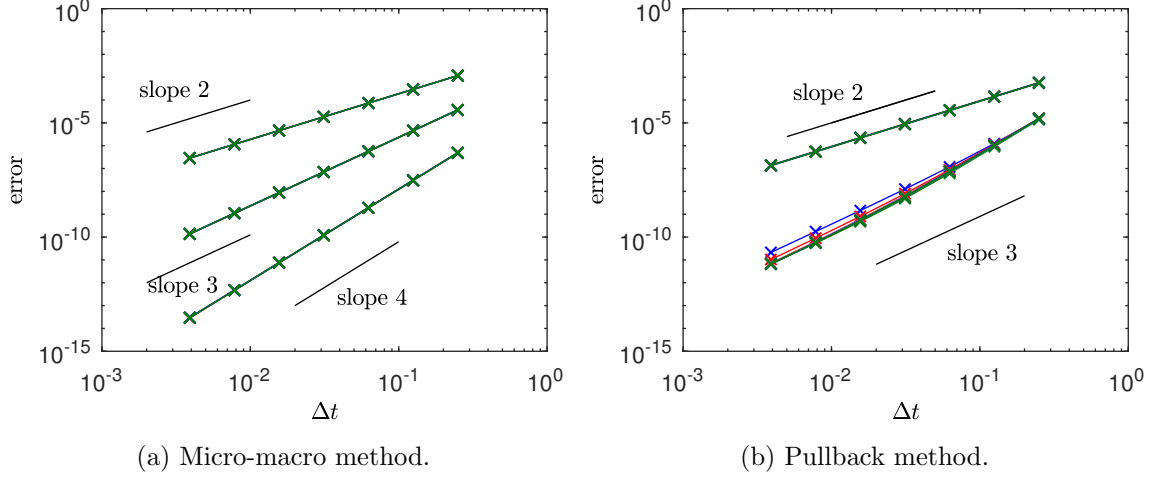 10^0
10^-5
10^-10
10^-15
error
slope 2
slope 3
slope 4
10^-3
10^-2
10^-1
10^0
Δt
(a) Micro-macro method.
10^0
10^-5
10^-10
10^-15
error
slope 2
slope 3
10^-3
10^-2
10^-1
10^0
Δt
(b) Pullback method.